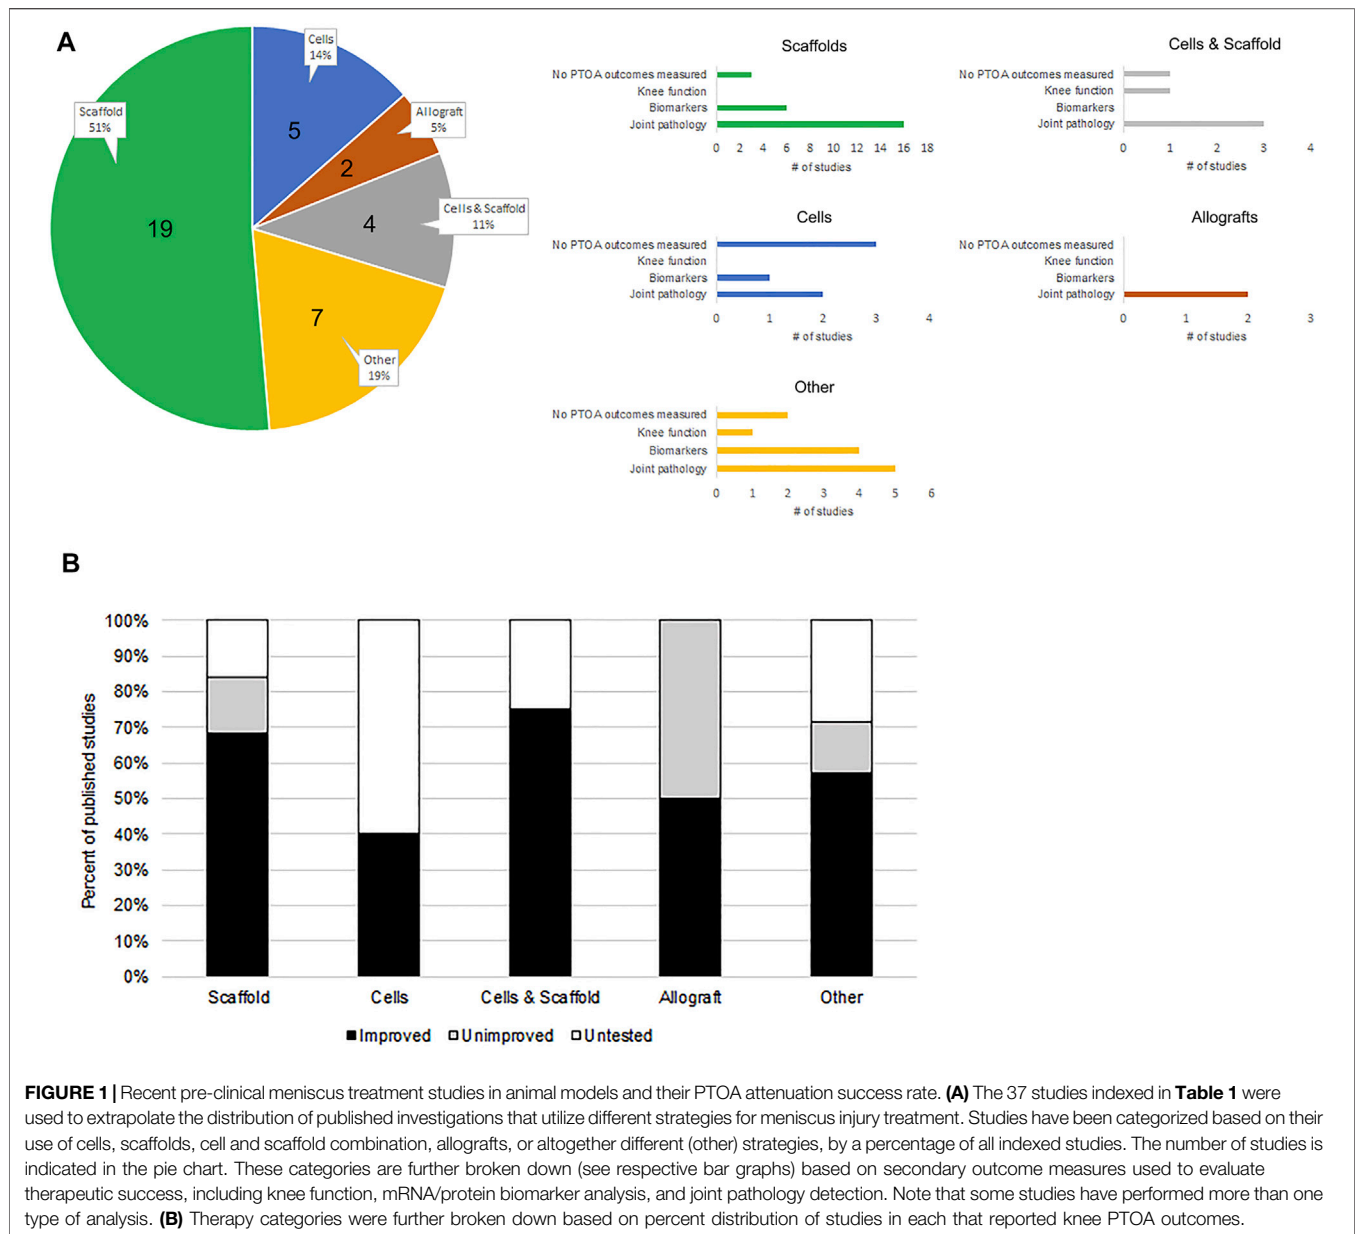 A
Cells
14%
Scaffold
51%
Allograft
5%
Cells & Scaffold
11%
Other
19%
5
2
4
7
19
Scaffolds
No PTOA outcomes measured
Knee function
Biomarkers
Joint pathology
0 2 4 6 8 10 12 14 16 18
# of studies
Cells & Scaffold
No PTOA outcomes measured
Knee function
Biomarkers
Joint pathology
0 1 2 3 4
# of studies
Cells
No PTOA outcomes measured
Knee function
Biomarkers
Joint pathology
0 1 2 3 4
# of studies
Allografts
No PTOA outcomes measured
Knee function
Biomarkers
Joint pathology
0 1 2 3
# of studies
Other
No PTOA outcomes measured
Knee function
Biomarkers
Joint pathology
0 1 2 3 4 5 6
# of studies
B
Percent of published studies
100%
90%
80%
70%
60%
50%
40%
30%
20%
10%
0%
Scaffold Cells Cells & Scaffold Allograft Other
Improved Unimproved Untested
FIGURE 1 | Recent pre-clinical meniscus treatment studies in animal models and their PTOA attenuation success rate. (A) The 37 studies indexed in Table 1 were
used to extrapolate the distribution of published investigations that utilize different strategies for meniscus injury treatment. Studies have been categorized based on their
use of cells, scaffolds, cell and scaffold combination, allografts, or altogether different (other) strategies, by a percentage of all indexed studies. The number of studies is
indicated in the pie chart. These categories are further broken down (see respective bar graphs) based on secondary outcome measures used to evaluate
therapeutic success, including knee function, mRNA/protein biomarker analysis, and joint pathology detection. Note that some studies have performed more than one
type of analysis. (B) Therapy categories were further broken down based on percent distribution of studies in each that reported knee PTOA outcomes.